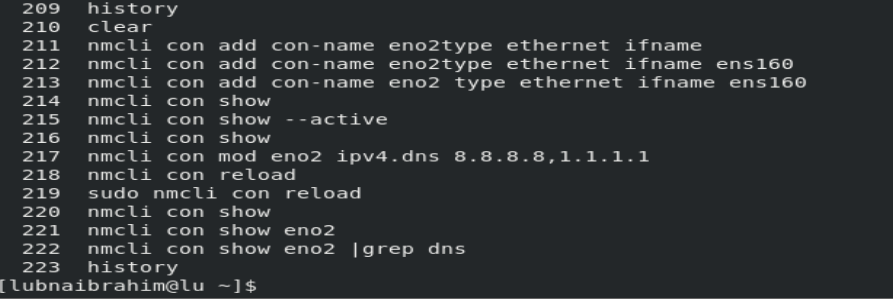 209 history
210 clear
211 nmcli con add con-name eno2type ethernet ifname
212 nmcli con add con-name eno2type ethernet ifname ens160
213 nmcli con add con-name eno2 type ethernet ifname ens160
214 nmcli con show
215 nmcli con show --active
216 nmcli con show
217 nmcli con mod eno2 ipv4.dns 8.8.8.8,1.1.1.1
218 nmcli con reload
219 sudo nmcli con reload
220 nmcli con show
221 nmcli con show eno2
222 nmcli con show eno2 |grep dns
223 history
[lubnaibrahim@lu ~]$